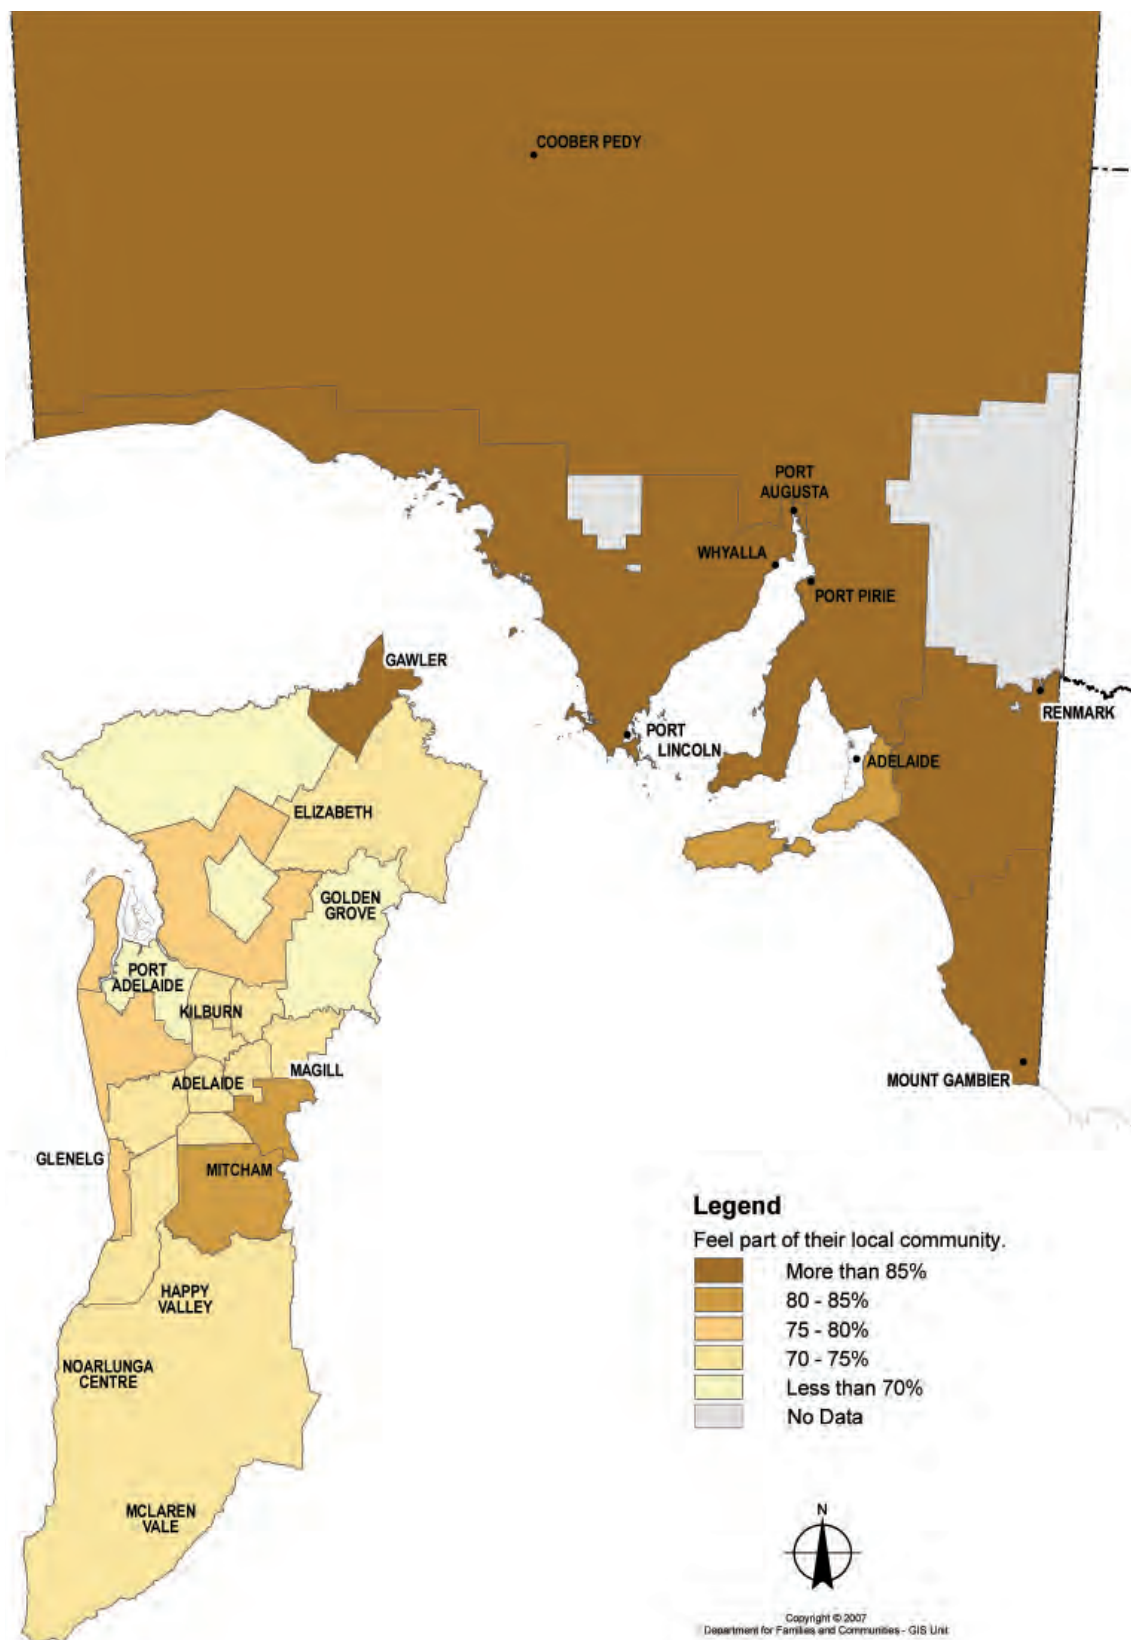 COOBER PEDY
PORT
AUGUSTA
WHYALLA
PORT PIRIE
GAWLER
RENMARK
PORT
LINCOLN
ADELAIDE
ELIZABETH
GOLDEN
GROVE
PORT
ADELAIDE
KILBURN
MAGILL
ADELAIDE
MOUNT GAMBIER
GLENELG
MITCHAM
HAPPY
VALLEY
NOARLUNGA
CENTRE
MCLAREN
VALE
Legend
Feel part of their local community.
More than 85%
80 - 85%
75 - 80%
70 - 75%
Less than 70%
No Data
N
Copyright © 2007
Department for Families and Communities - GIS Unit